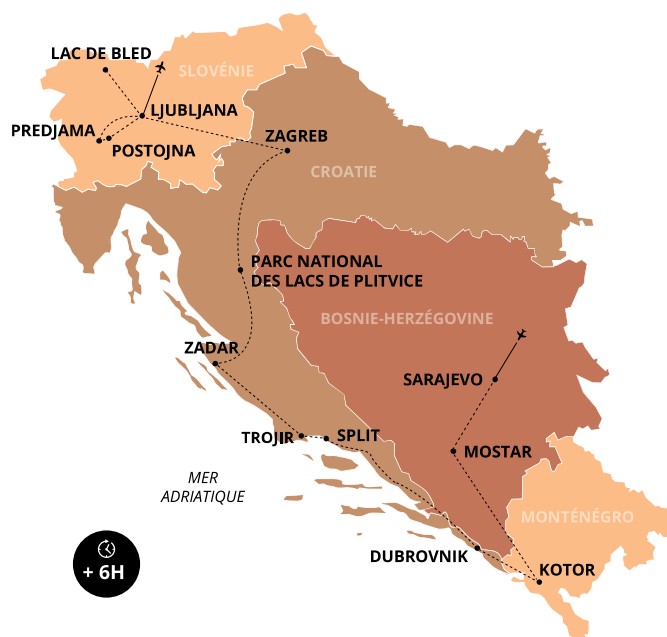 LAC DE BLED
SLOVÉNIE
LJUBLJANA
PREDJAMA
POSTOJNA
ZAGREB
CROATIE
PARC NATIONAL
DES LACS DE PLITVICE
BOSNIE-HERZÉGOVINE
ZADAR
SARAJEVO
TROJIR
SPLIT
MOSTAR
MER
ADRIATIQUE
MONTÉNÉGRO
DUBROVNIK
KOTOR
+ 6H